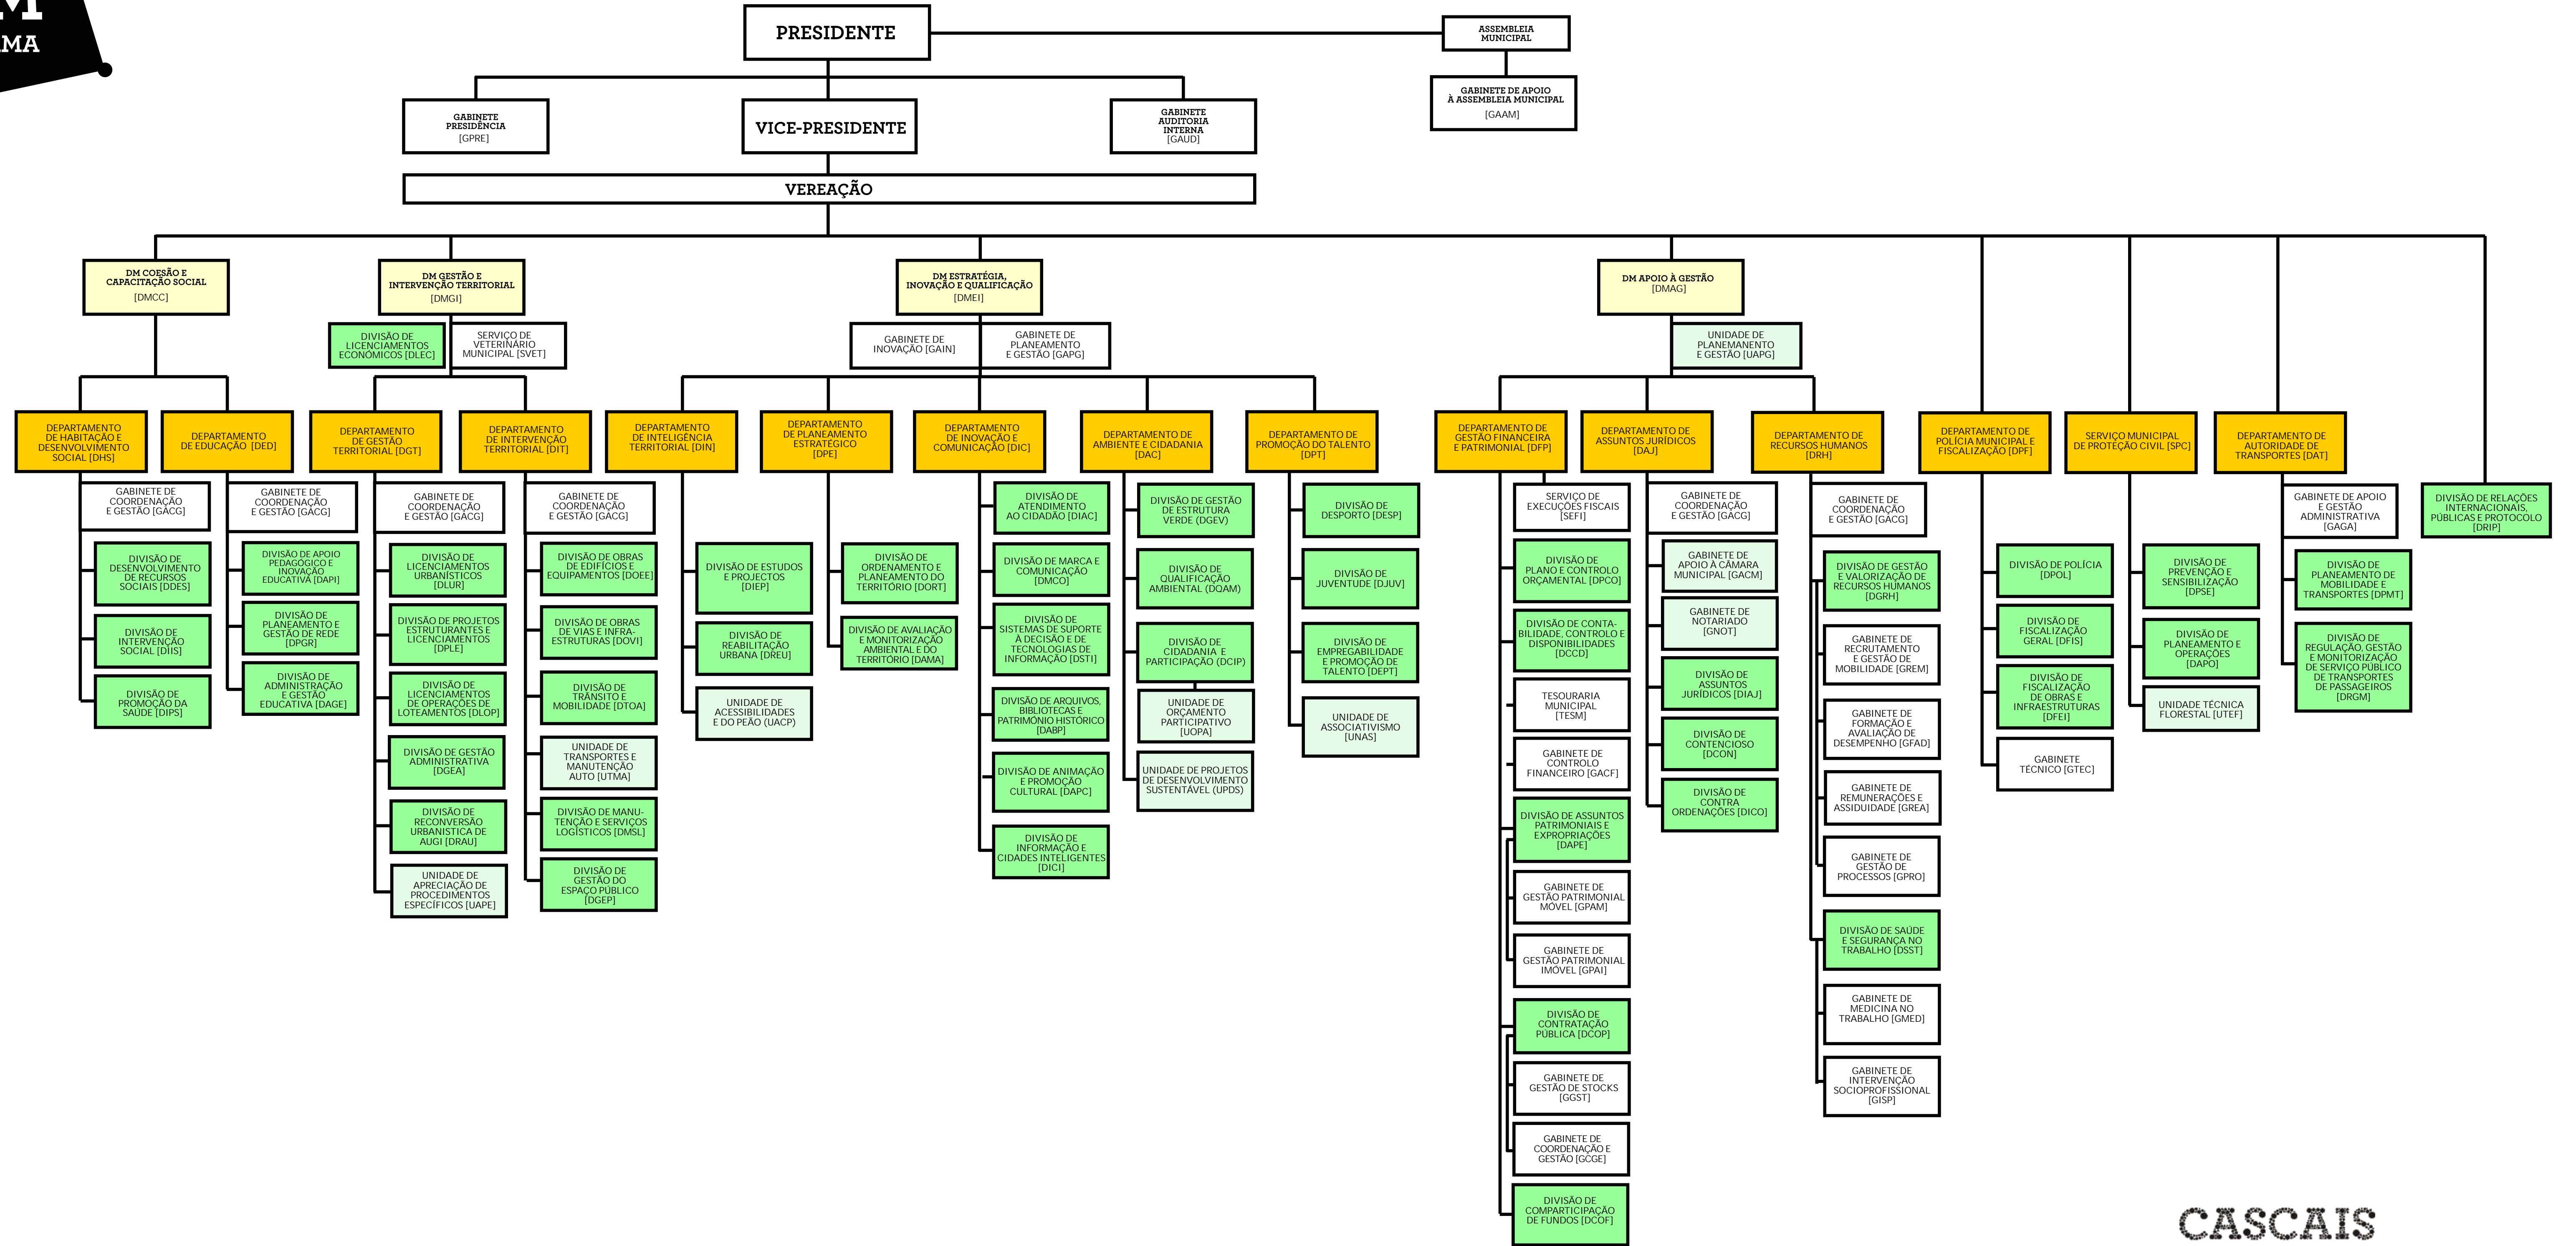 M
AMA
PRESIDENTE
ASSEMBLEIA
MUNICIPAL
GABINETE DE APOIO
À ASSEMBLEIA MUNICIPAL
[GAAM]
GABINETE
PRESIDÊNCIA
[GPRE]
VICE-PRESIDENTE
GABINETE
AUDITORIA
INTERNA
[GAUD]
VEREAÇÃO
DM COESÃO E
CAPACITAÇÃO SOCIAL
[DMCC]
DM GESTÃO E
INTERVENÇÃO TERRITORIAL
[DMGI]
DM ESTRATÉGIA,
INOVAÇÃO E QUALIFICAÇÃO
[DMEI]
DM APOIO À GESTÃO
[DMAG]
DIVISÃO DE
LICENCIAMENTOS
ECONÓMICOS [DLEC]
SERVIÇO DE
VETERINÁRIO
MUNICIPAL [SVET]
GABINETE DE
INOVAÇÃO [GAIN]
GABINETE DE
PLANEAMENTO
E GESTÃO [GAPG]
UNIDADE DE
PLANEMANENTO
E GESTÃO [UAPG]
DEPARTAMENTO
DE HABITAÇÃO E
DESENVOLVIMENTO
SOCIAL [DHS]
DEPARTAMENTO
DE EDUCAÇÃO [DED]
DEPARTAMENTO
DE GESTÃO
TERRITORIAL [DGT]
DEPARTAMENTO
DE INTERVENÇÃO
TERRITORIAL [DIT]
DEPARTAMENTO
DE INTELIGÊNCIA
TERRITORIAL [DIN]
DEPARTAMENTO
DE PLANEAMENTO
ESTRATÉGICO
[DPE]
DEPARTAMENTO
DE INOVAÇÃO E
COMUNICAÇÃO [DIC]
DEPARTAMENTO DE
AMBIENTE E CIDADANIA
[DAC]
DEPARTAMENTO DE
PROMOÇÃO DO TALENTO
[DPT]
DEPARTAMENTO DE
GESTÃO FINANCEIRA
E PATRIMONIAL [DFP]
DEPARTAMENTO DE
ASSUNTOS JURÍDICOS
[DAJ]
DEPARTAMENTO DE
RECURSOS HUMANOS
[DRH]
DEPARTAMENTO DE
POLÍCIA MUNICIPAL E
FISCALIZAÇÃO [DPF]
SERVIÇO MUNICIPAL
DE PROTEÇÃO CIVIL [SPC]
DEPARTAMENTO DE
AUTORIDADE DE
TRANSPORTES [DAT]
DIVISÃO DE RELAÇÕES
INTERNACIONAIS,
PÚBLICAS E PROTOCOLO
[DRIP]
GABINETE DE
COORDENAÇÃO
E GESTÃO [GACG]
DIVISÃO DE
DESENVOLVIMENTO
DE RECURSOS
SOCIAIS [DDES]
DIVISÃO DE
INTERVENÇÃO
SOCIAL [DIIS]
DIVISÃO DE
PROMOÇÃO DA
SAÚDE [DIPS]
GABINETE DE
COORDENAÇÃO
E GESTÃO [GACG]
DIVISÃO DE APOIO
PEDAGÓGICO E
INOVAÇÃO
EDUCATIVA [DAPI]
DIVISÃO DE
PLANEAMENTO E
GESTÃO DE REDE
[DPGR]
DIVISÃO DE
ADMINISTRAÇÃO
E GESTÃO
EDUCATIVA [DAGE]
GABINETE DE
COORDENAÇÃO
E GESTÃO [GACG]
DIVISÃO DE
LICENCIAMENTOS
URBANÍSTICOS
[DLUR]
DIVISÃO DE PROJETOS
ESTRUTURANTES E
LICENCIAMENTOS
[DPLE]
DIVISÃO DE
LICENCIAMENTOS
DE OPERAÇÕES DE
LOTEAMENTOS [DLOP]
DIVISÃO DE GESTÃO
ADMINISTRATIVA
[DGEA]
DIVISÃO DE
RECONVERSÃO
URBANISTICA DE
AUGI [DRAU]
UNIDADE DE
APRECIAÇÃO DE
PROCEDIMENTOS
ESPECÍFICOS [UAPE]
GABINETE DE
COORDENAÇÃO
E GESTÃO [GACG]
DIVISÃO DE OBRAS
DE EDIFÍCIOS E
EQUIPAMENTOS [DOEE]
DIVISÃO DE OBRAS
DE VIAS E INFRA-
ESTRUTURAS [DOVI]
DIVISÃO DE
TRÂNSITO E
MOBILIDADE [DTOA]
UNIDADE DE
TRANSPORTES E
MANUTENÇÃO
AUTO [UTMA]
DIVISÃO DE MANU-
TENÇÃO E SERVIÇOS
LOGÍSTICOS [DMSL]
DIVISÃO DE
GESTÃO DO
ESPAÇO PÚBLICO
[DGEP]
DIVISÃO DE ESTUDOS
E PROJECTOS
[DIEP]
DIVISÃO DE
REABILITAÇÃO
URBANA [DREU]
UNIDADE DE
ACESSIBILIDADES
E DO PEÃO (UACP)
DIVISÃO DE
ORDENAMENTO E
PLANEAMENTO DO
TERRITÓRIO [DORT]
DIVISÃO DE AVALIAÇÃO
E MONITORIZAÇÃO
AMBIENTAL E DO
TERRITÓRIO [DAMA]
DIVISÃO DE
ATENDIMENTO
AO CIDADÃO [DIAC]
DIVISÃO DE MARCA E
COMUNICAÇÃO
[DMCO]
DIVISÃO DE
SISTEMAS DE SUPORTE
À DECISÃO E DE
TECNOLOGIAS DE
INFORMAÇÃO [DSTI]
DIVISÃO DE ARQUIVOS,
BIBLIOTECAS E
PATRIMÓNIO HISTÓRICO
[DABP]
DIVISÃO DE ANIMAÇÃO
E PROMOÇÃO
CULTURAL [DAPC]
DIVISÃO DE
INFORMAÇÃO E
CIDADES INTELIGENTES
[DICI]
DIVISÃO DE GESTÃO
DE ESTRUTURA
VERDE (DGEV)
DIVISÃO DE
QUALIFICAÇÃO
AMBIENTAL (DQAM)
DIVISÃO DE
CIDADANIA E
PARTICIPAÇÃO (DCIP)
UNIDADE DE
ORÇAMENTO
PARTICIPATIVO
[UOPA]
UNIDADE DE PROJETOS
DE DESENVOLVIMENTO
SUSTENTÁVEL (UPDS)
DIVISÃO DE
DESPORTO [DESP]
DIVISÃO DE
JUVENTUDE [DJUV]
DIVISÃO DE
EMPREGABILIDADE
E PROMOÇÃO DE
TALENTO [DEPT]
UNIDADE DE
ASSOCIATIVISMO
[UNAS]
SERVIÇO DE
EXECUÇÕES FISCAIS
[SEFI]
DIVISÃO DE
PLANO E CONTROLO
ORÇAMENTAL [DPCO]
DIVISÃO DE CONTA-
BILIDADE, CONTROLO E
DISPONIBILIDADES
[DCCD]
TESOURARIA
MUNICIPAL
[TESM]
GABINETE DE
CONTROLO
FINANCEIRO [GACF]
DIVISÃO DE ASSUNTOS
PATRIMONIAIS E
EXPROPRIAÇÕES
[DAPE]
GABINETE DE
GESTÃO PATRIMONIAL
MÓVEL [GPAM]
GABINETE DE
GESTÃO PATRIMONIAL
IMÓVEL [GPAI]
DIVISÃO DE
CONTRATAÇÃO
PÚBLICA [DCOP]
GABINETE DE
GESTÃO DE STOCKS
[GGST]
GABINETE DE
COORDENAÇÃO E
GESTÃO [GCGE]
DIVISÃO DE
COMPARTICIPAÇÃO
DE FUNDOS [DCOF]
GABINETE DE
COORDENAÇÃO
E GESTÃO [GACG]
GABINETE DE
APOIO À CÂMARA
MUNICIPAL [GACM]
GABINETE DE
NOTARIADO
[GNOT]
DIVISÃO DE
ASSUNTOS
JURÍDICOS [DIAJ]
DIVISÃO DE
CONTENCIOSO
[DCON]
DIVISÃO DE
CONTRA
ORDENAÇÕES [DICO]
GABINETE DE
COORDENAÇÃO
E GESTÃO [GACG]
DIVISÃO DE GESTÃO
E VALORIZAÇÃO DE
RECURSOS HUMANOS
[DGRH]
GABINETE DE
RECRUTAMENTO
E GESTÃO DE
MOBILIDADE [GREM]
GABINETE DE
FORMAÇÃO E
AVALIAÇÃO DE
DESEMPENHO [GFAD]
GABINETE DE
REMUNERAÇÕES E
ASSIDUIDADE [GREA]
GABINETE DE
GESTÃO DE
PROCESSOS [GPRO]
DIVISÃO DE SAÚDE
E SEGURANÇA NO
TRABALHO [DSST]
GABINETE DE
MEDICINA NO
TRABALHO [GMED]
GABINETE DE
INTERVENÇÃO
SOCIOPROFISSIONAL
[GISP]
DIVISÃO DE POLÍCIA
[DPOL]
DIVISÃO DE
FISCALIZAÇÃO
GERAL [DFIS]
DIVISÃO DE
FISCALIZAÇÃO
DE OBRAS E
INFRAESTRUTURAS
[DFEI]
GABINETE
TÉCNICO [GTEC]
DIVISÃO DE
PREVENÇÃO E
SENSIBILIZAÇÃO
[DPSE]
DIVISÃO DE
PLANEAMENTO E
OPERAÇÕES
[DAPO]
UNIDADE TÉCNICA
FLORESTAL [UTEF]
GABINETE DE APOIO
E GESTÃO
ADMINISTRATIVA
[GAGA]
DIVISÃO DE
PLANEAMENTO DE
MOBILIDADE E
TRANSPORTES [DPMT]
DIVISÃO DE
REGULAÇÃO, GESTÃO
E MONITORIZAÇÃO
DE SERVIÇO PÚBLICO
DE TRANSPORTES
DE PASSAGEIROS
[DRGM]
CASCAIS